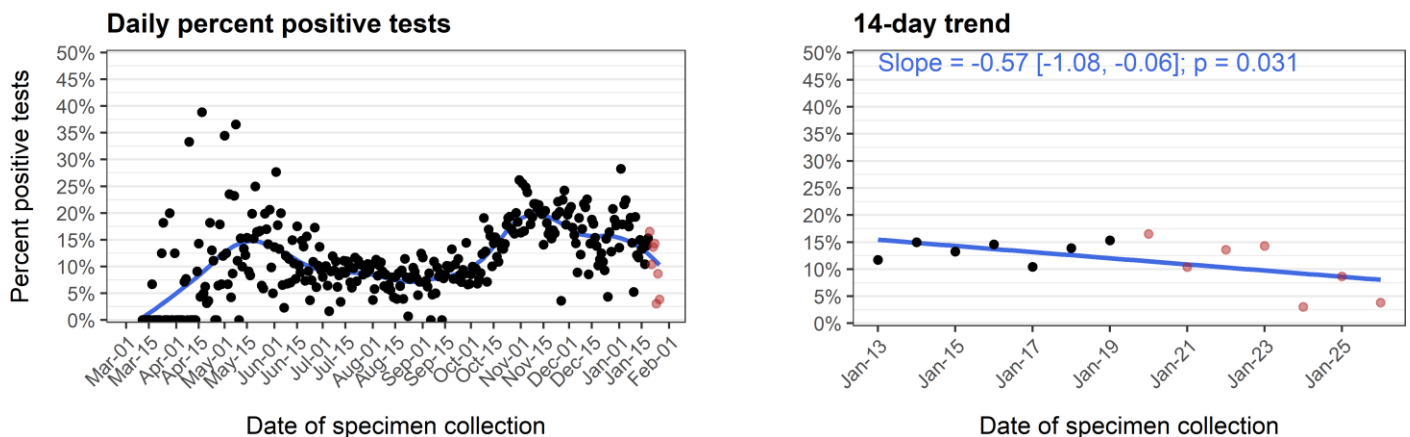 Daily percent positive tests
Percent positive tests
50%
45%
40%
35%
30%
25%
20%
15%
10%
5%
0%
Mar-01
Mar-15
Apr-01
Apr-15
May-01
May-15
Jun-01
Jun-15
Jul-01
Jul-15
Aug-01
Aug-15
Sep-01
Sep-15
Oct-01
Oct-15
Nov-01
Nov-15
Dec-01
Dec-15
Jan-01
Jan-15
Feb-01
Date of specimen collection
14-day trend
Slope = -0.57 [-1.08, -0.06]; p = 0.031
50%
45%
40%
35%
30%
25%
20%
15%
10%
5%
0%
Jan-13
Jan-15
Jan-17
Jan-19
Jan-21
Jan-23
Jan-25
Date of specimen collection